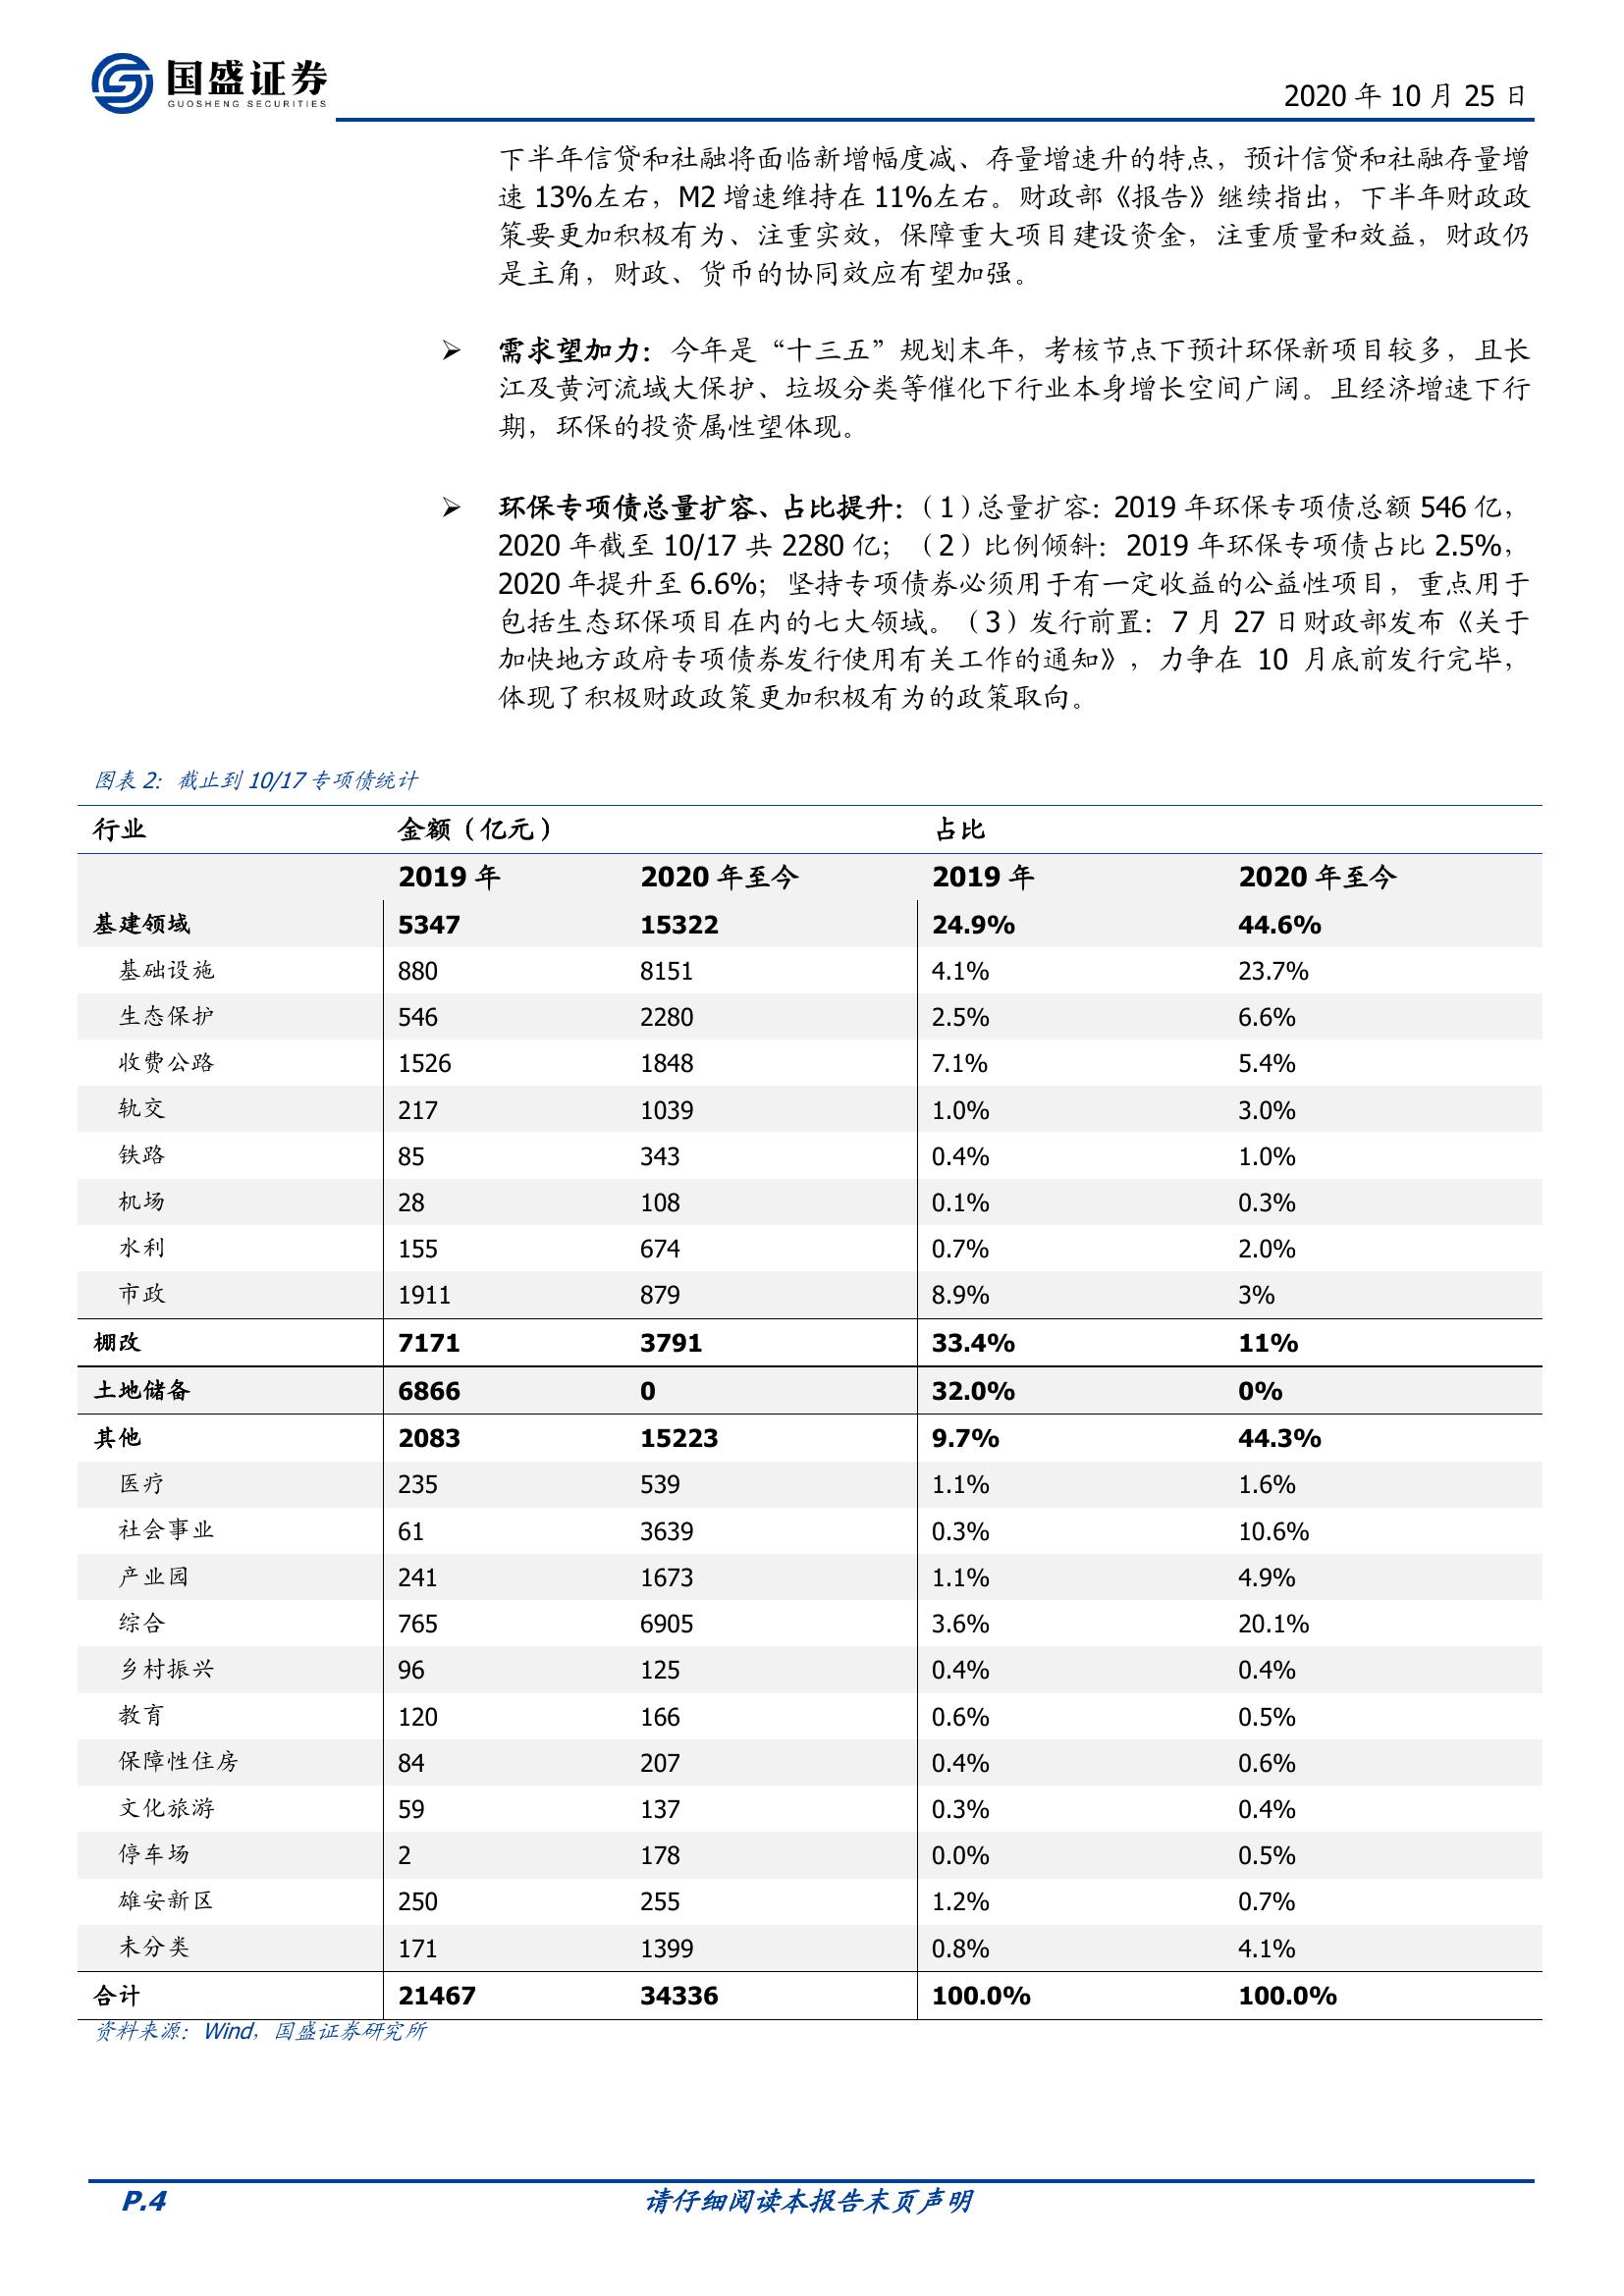 国盛证券
GUOSHENG SECURITIES
2020 年 10 月 25 日
下半年信贷和社融将面临新增幅度减、存量增速升的特点，预计信贷和社融存量增
速 13%左右，M2 增速维持在 11%左右。财政部《报告》继续指出，下半年财政政
策要更加积极有为、注重实效，保障重大项目建设资金，注重质量和效益，财政仍
是主角，财政、货币的协同效应有望加强。
➢ 需求望加力：今年是“十三五”规划末年，考核节点下预计环保新项目较多，且长
江及黄河流域大保护、垃圾分类等催化下行业本身增长空间广阔。且经济增速下行
期，环保的投资属性望体现。
➢ 环保专项债总量扩容、占比提升：（1）总量扩容：2019 年环保专项债总额 546 亿，
2020 年截至 10/17 共 2280 亿；（2）比例倾斜：2019 年环保专项债占比 2.5%，
2020 年提升至 6.6%；坚持专项债券必须用于有一定收益的公益性项目，重点用于
包括生态环保项目在内的七大领域。（3）发行前置：7 月 27 日财政部发布《关于
加快地方政府专项债券发行使用有关工作的通知》，力争在 10 月底前发行完毕，
体现了积极财政政策更加积极有为的政策取向。
图表 2：截止到 10/17 专项债统计
行业 金额（亿元） 占比
2019 年 2020 年至今 2019 年 2020 年至今
基建领域 5347 15322 24.9% 44.6%
基础设施 880 8151 4.1% 23.7%
生态保护 546 2280 2.5% 6.6%
收费公路 1526 1848 7.1% 5.4%
轨交 217 1039 1.0% 3.0%
铁路 85 343 0.4% 1.0%
机场 28 108 0.1% 0.3%
水利 155 674 0.7% 2.0%
市政 1911 879 8.9% 3%
棚改 7171 3791 33.4% 11%
土地储备 6866 0 32.0% 0%
其他 2083 15223 9.7% 44.3%
医疗 235 539 1.1% 1.6%
社会事业 61 3639 0.3% 10.6%
产业园 241 1673 1.1% 4.9%
综合 765 6905 3.6% 20.1%
乡村振兴 96 125 0.4% 0.4%
教育 120 166 0.6% 0.5%
保障性住房 84 207 0.4% 0.6%
文化旅游 59 137 0.3% 0.4%
停车场 2 178 0.0% 0.5%
雄安新区 250 255 1.2% 0.7%
未分类 171 1399 0.8% 4.1%
合计 21467 34336 100.0% 100.0%
资料来源：Wind，国盛证券研究所
P.4 请仔细阅读本报告末页声明